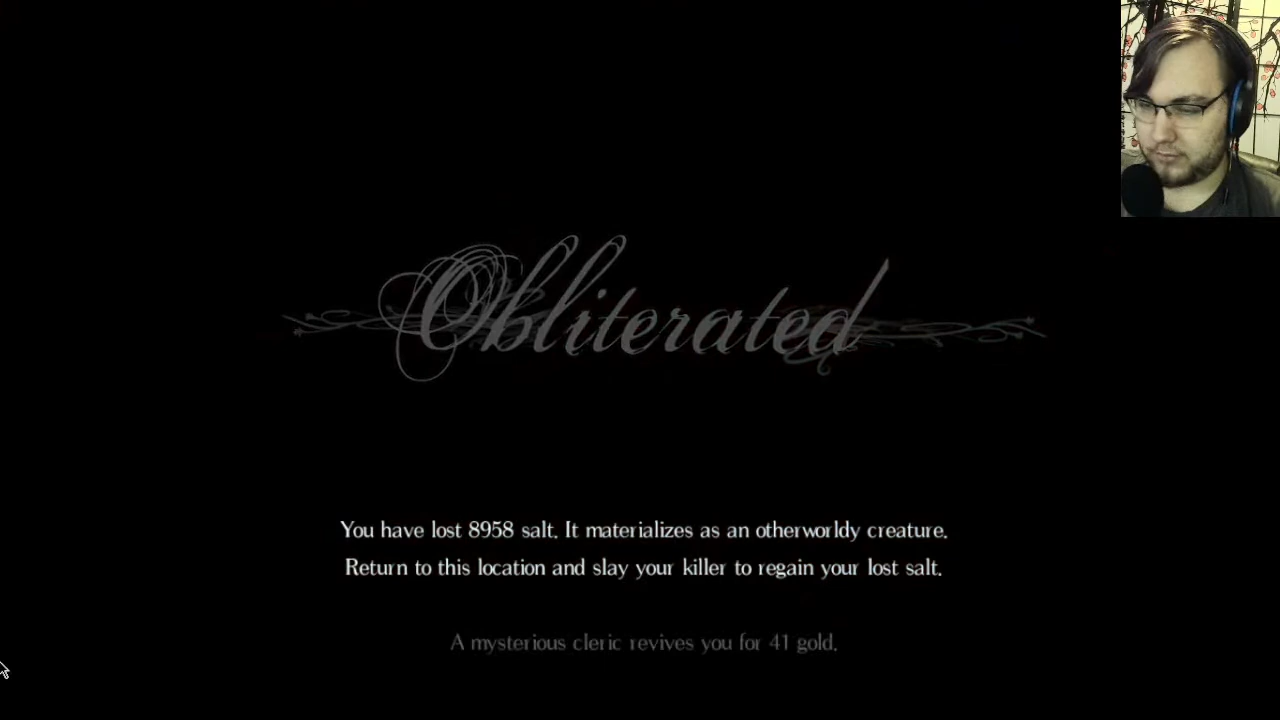 Obliterated
You have lost 8958 salt. It materializes as an otherworldy creature.
Return to this location and slay your killer to regain your lost salt.
A mysterious cleric revives you for 41 gold.